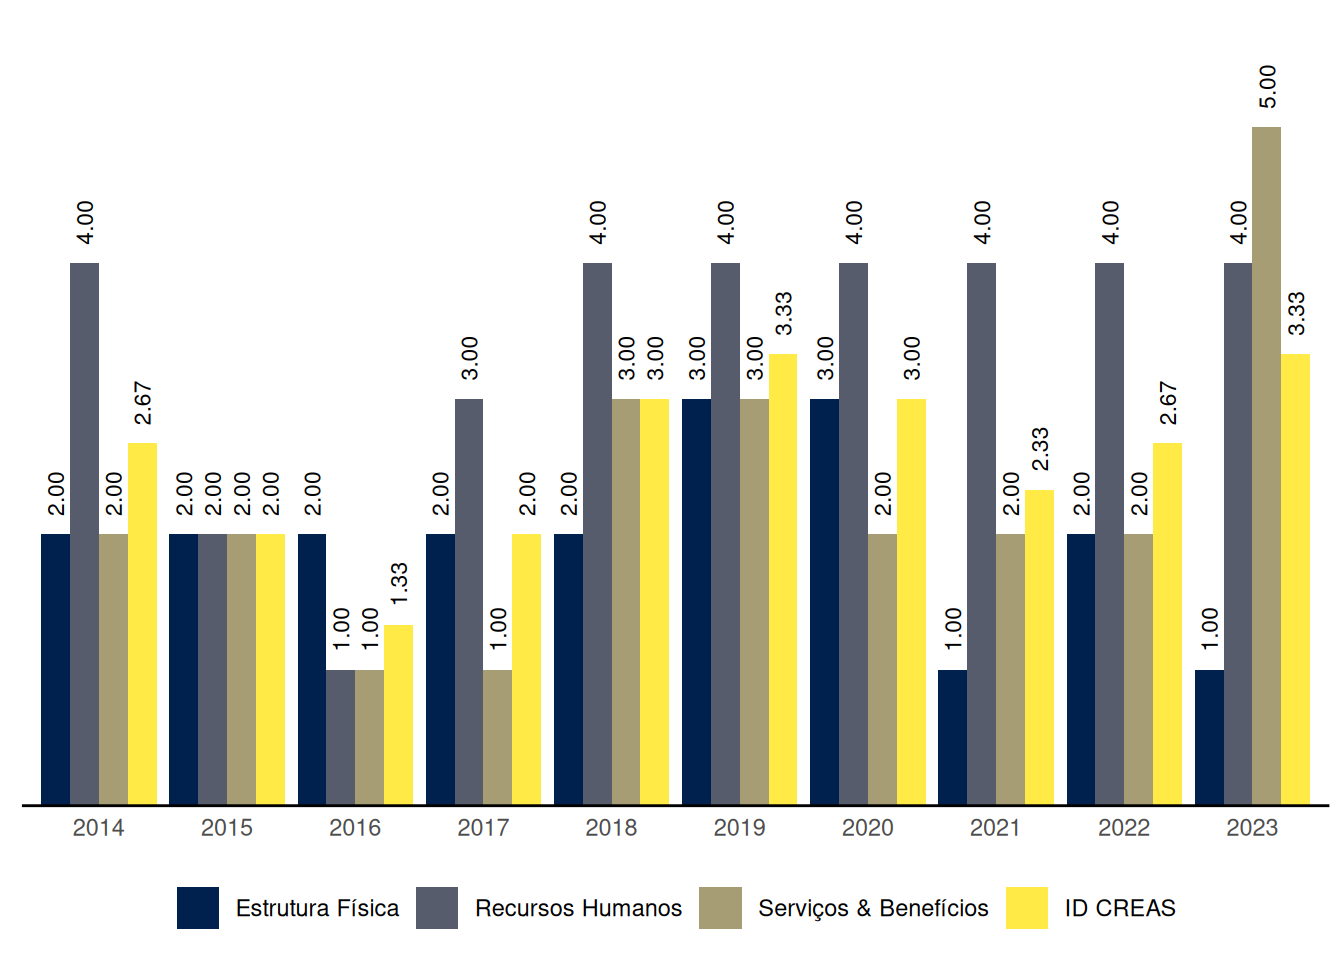 2.00 4.00 2.00 2.67
2.00 2.00 2.00 2.00
2.00 1.00 1.00 1.33
2.00 3.00 1.00 2.00
2.00 4.00 3.00 3.00
3.00 4.00 3.00 3.33
3.00 4.00 2.00 3.00
1.00 4.00 2.00 2.33
2.00 4.00 2.00 2.67
1.00 4.00 5.00 3.33
2014 2015 2016 2017 2018 2019 2020 2021 2022 2023
Estrutura Física Recursos Humanos Serviços & Benefícios ID CREAS